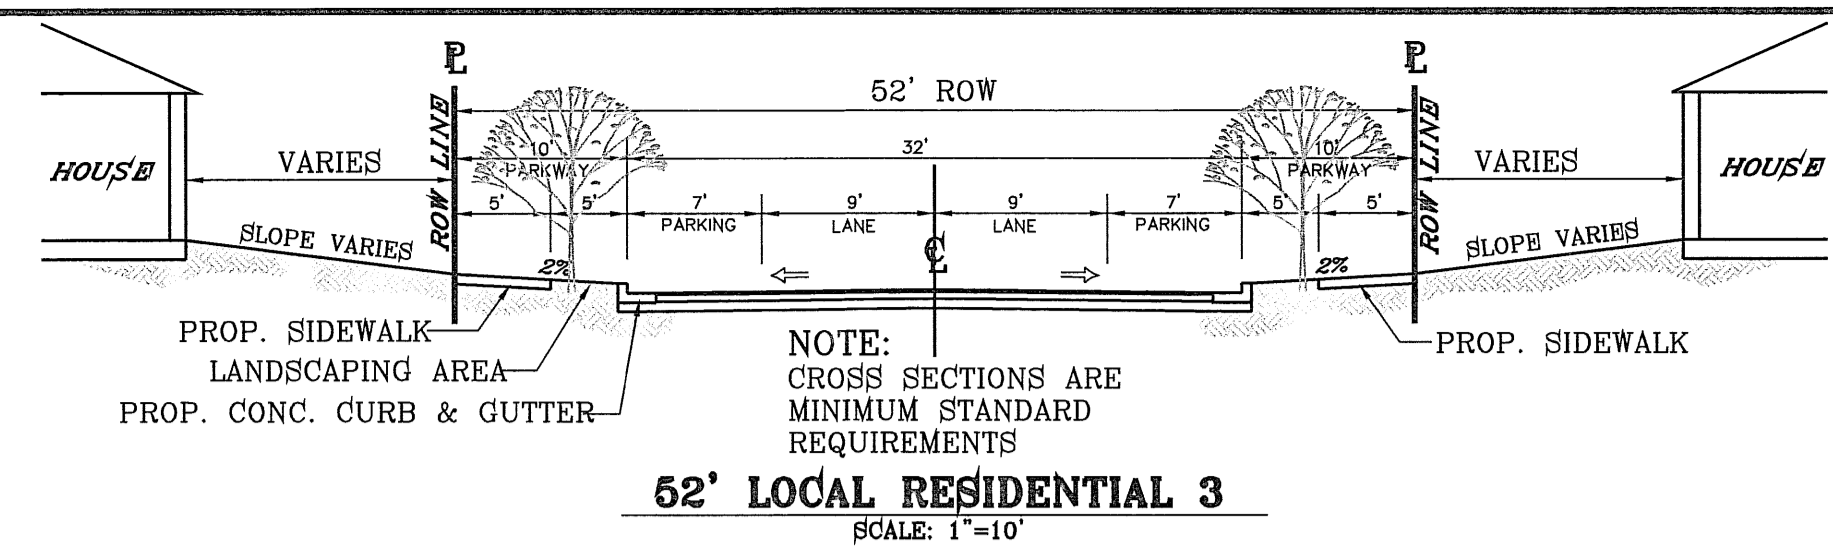 PL PL
52' ROW
ROW LINE
ROW LINE
10' 32' 10'
PARKWAY PARKWAY
HOUSE VARIES VARIES HOUSE
5' 5' 7' 9' 9' 7' 5' 5'
PARKING LANE LANE PARKING
SLOPE VARIES SLOPE VARIES
CL
2% 2%
PROP. SIDEWALK PROP. SIDEWALK
LANDSCAPING AREA
PROP. CONC. CURB & GUTTER
NOTE:
CROSS SECTIONS ARE
MINIMUM STANDARD
REQUIREMENTS
52' LOCAL RESIDENTIAL 3
SCALE: 1"=10'